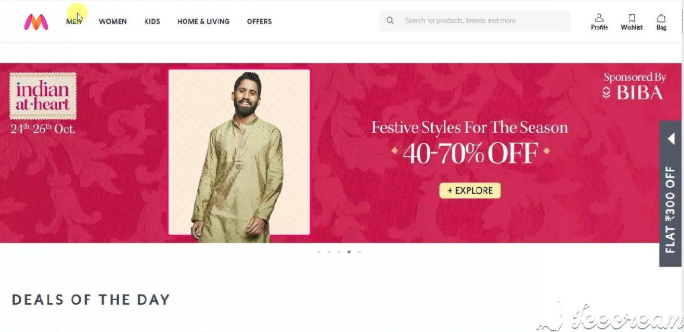 MEN WOMEN KIDS HOME & LIVING OFFERS
Search for products, brands and more
Profile Wishlist Bag
indian
at·heart
24th-26th Oct.
Sponsored By
BIBA
Festive Styles For The Season
40-70% OFF
+ EXPLORE
FLAT ₹300 OFF
DEALS OF THE DAY
Icecream